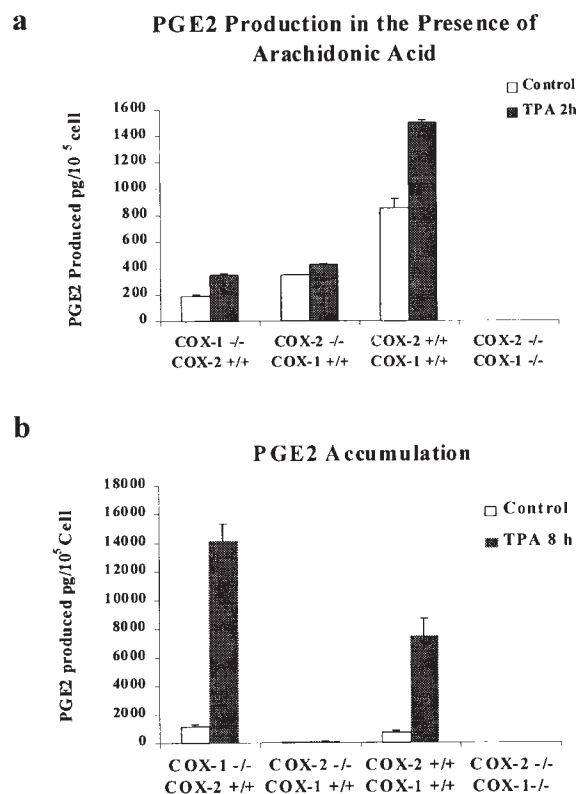 a
PGE2 Production in the Presence of
Arachidonic Acid
Control
TPA 2h
PGE2 Produced pg/10 5 cell
1600
1400
1200
1000
800
600
400
200
0
COX-1 -/- COX-2 -/- COX-2 +/+ COX-2 -/-
COX-2 +/+ COX-1 +/+ COX-1 +/+ COX-1 -/-
b
PGE2 Accumulation
Control
TPA 8 h
PGE2 produced pg/10 5 Cell
18000
16000
14000
12000
10000
8000
6000
4000
2000
0
COX-1 -/- COX-2 -/- COX-2 +/+ COX-2 -/-
COX-2 +/+ COX-1 +/+ COX-1 +/+ COX-1-/-